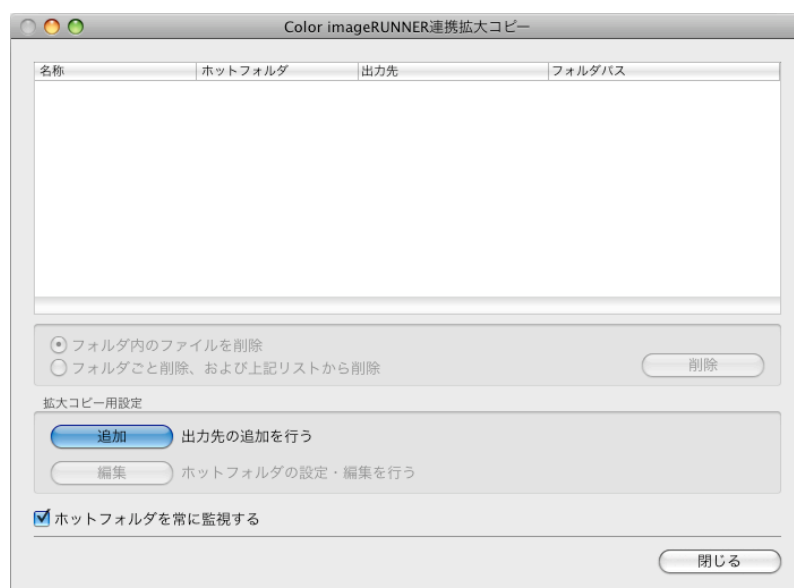 Color imageRUNNER連携拡大コピー
名称 ホットフォルダ 出力先 フォルダパス
フォルダ内のファイルを削除
フォルダごと削除、および上記リストから削除 削除
拡大コピー用設定
追加 出力先の追加を行う
編集 ホットフォルダの設定・編集を行う
ホットフォルダを常に監視する
閉じる